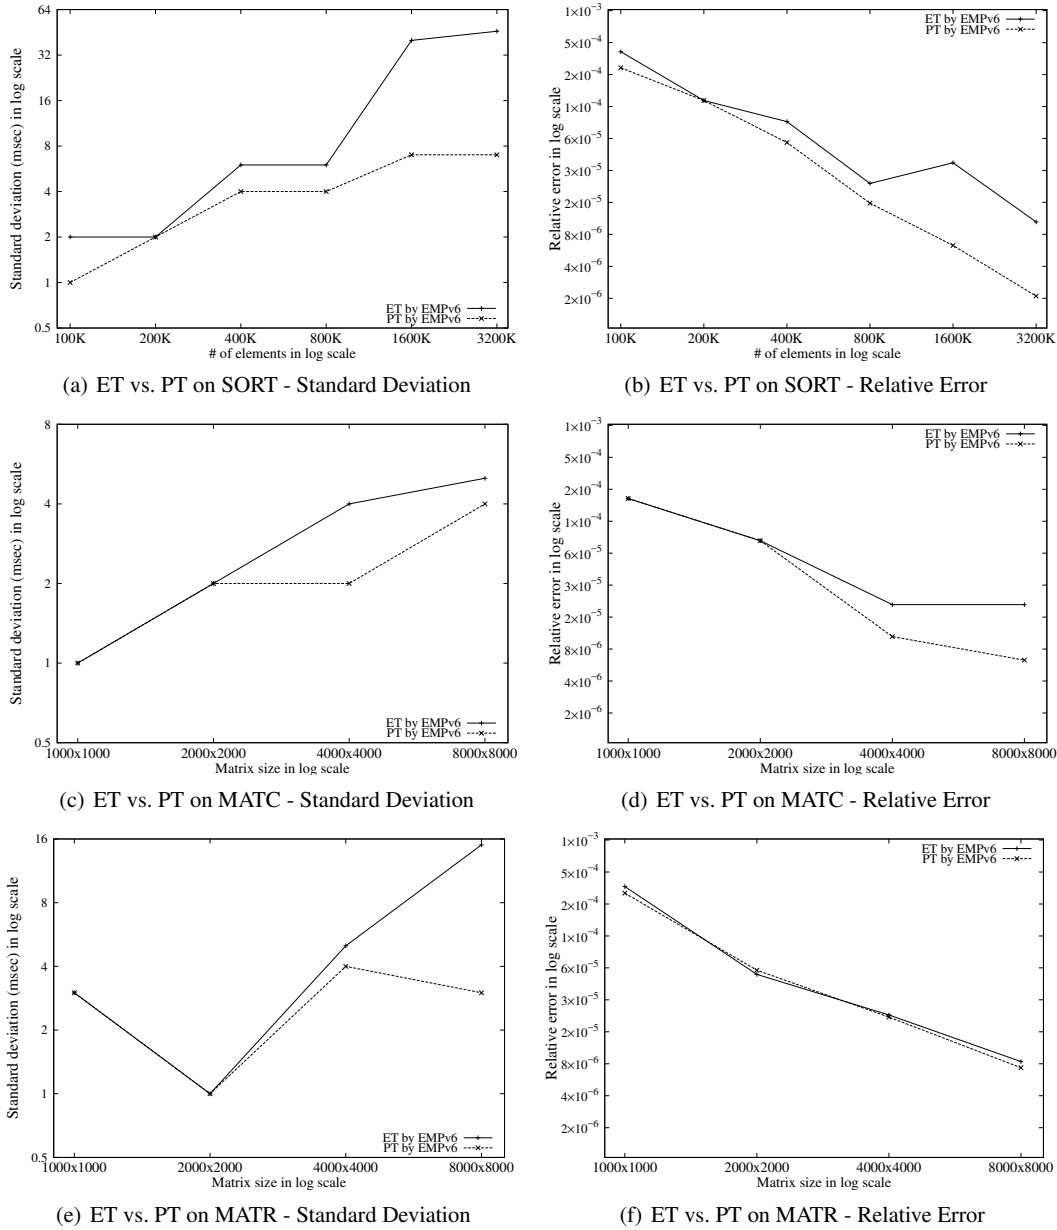 64
32
16
8
4
2
1
0.5
Standard deviation (msec) in log scale
ET by EMPv6
PT by EMPv6
100K 200K 400K 800K 1600K 3200K
# of elements in log scale
(a) ET vs. PT on SORT - Standard Deviation
1×10⁻³
5×10⁻⁴
2×10⁻⁴
1×10⁻⁴
6×10⁻⁵
3×10⁻⁵
2×10⁻⁵
8×10⁻⁶
4×10⁻⁶
2×10⁻⁶
Relative error in log scale
ET by EMPv6
PT by EMPv6
100K 200K 400K 800K 1600K 3200K
# of elements in log scale
(b) ET vs. PT on SORT - Relative Error
8
4
2
1
0.5
Standard deviation (msec) in log scale
ET by EMPv6
PT by EMPv6
1000x1000 2000x2000 4000x4000 8000x8000
Matrix size in log scale
(c) ET vs. PT on MATC - Standard Deviation
1×10⁻³
5×10⁻⁴
2×10⁻⁴
1×10⁻⁴
6×10⁻⁵
3×10⁻⁵
2×10⁻⁵
8×10⁻⁶
4×10⁻⁶
2×10⁻⁶
Relative error in log scale
ET by EMPv6
PT by EMPv6
1000x1000 2000x2000 4000x4000 8000x8000
Matrix size in log scale
(d) ET vs. PT on MATC - Relative Error
16
8
4
2
1
0.5
Standard deviation (msec) in log scale
ET by EMPv6
PT by EMPv6
1000x1000 2000x2000 4000x4000 8000x8000
Matrix size in log scale
(e) ET vs. PT on MATR - Standard Deviation
1×10⁻³
5×10⁻⁴
2×10⁻⁴
1×10⁻⁴
6×10⁻⁵
3×10⁻⁵
2×10⁻⁵
8×10⁻⁶
4×10⁻⁶
2×10⁻⁶
Relative error in log scale
ET by EMPv6
PT by EMPv6
1000x1000 2000x2000 4000x4000 8000x8000
Matrix size in log scale
(f) ET vs. PT on MATR - Relative Error